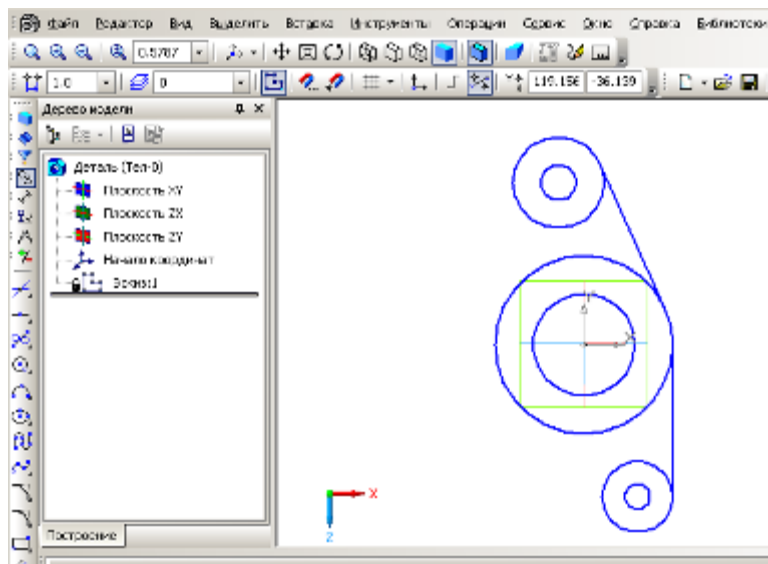 Файл Редактор Вид Выделить Вставка Инструменты Операции Сервис Окно Справка Библиотеки
0.5767
1.0 0 119.156 -36.139
Дерево модели
Деталь (Тел-0)
Плоскость XY
Плоскость ZX
Плоскость ZY
Начало координат
Эскиз:1
Y
X
X
Z
Построение